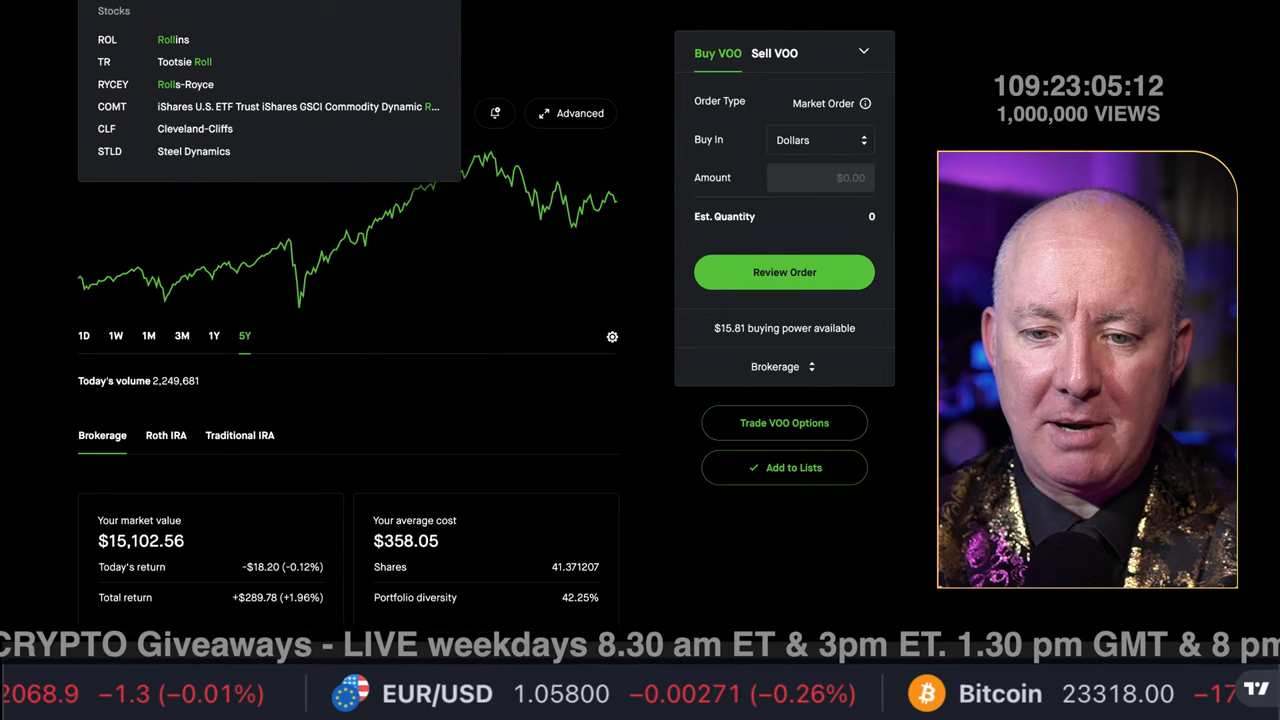 Stocks
ROL Rollins
TR Tootsie Roll
RYCEY Rolls-Royce
COMT iShares U.S. ETF Trust iShares GSCI Commodity Dynamic R...
CLF Cleveland-Cliffs
STLD Steel Dynamics
Advanced
1D 1W 1M 3M 1Y 5Y
Today's volume 2,249,681
Brokerage Roth IRA Traditional IRA
Your market value
$15,102.56
Today's return -$18.20 (-0.12%)
Total return +$289.78 (+1.96%)
Your average cost
$358.05
Shares 41.371207
Portfolio diversity 42.25%
Buy VOO Sell VOO
Order Type Market Order
Buy In Dollars
Amount $0.00
Est. Quantity 0
Review Order
$15.81 buying power available
Brokerage
Trade VOO Options
Add to Lists
109:23:05:12
1,000,000 VIEWS
CRYPTO Giveaways - LIVE weekdays 8.30 am ET & 3pm ET. 1.30 pm GMT & 8 pm
2068.9 −1.3 (−0.01%) EUR/USD 1.05800 −0.00271 (−0.26%) Bitcoin 23318.00 −17